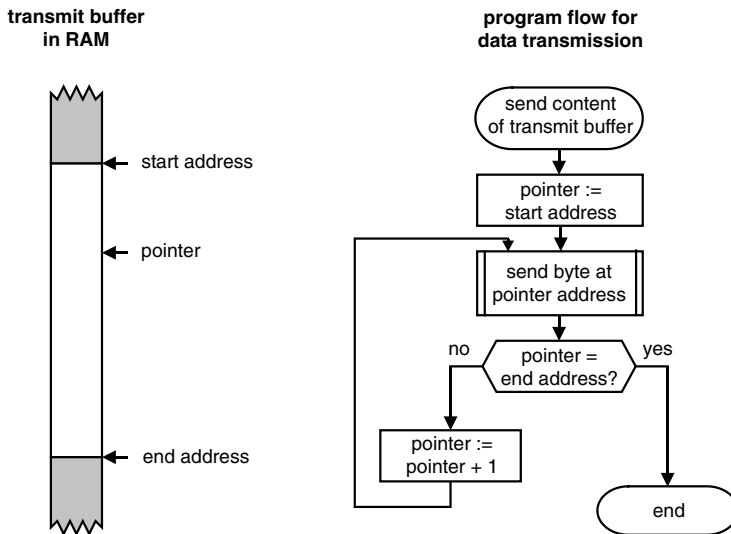 transmit buffer
in RAM
start address
pointer
end address
program flow for
data transmission
send content
of transmit buffer
pointer :=
start address
send byte at
pointer address
pointer =
end address?
no
yes
pointer :=
pointer + 1
end